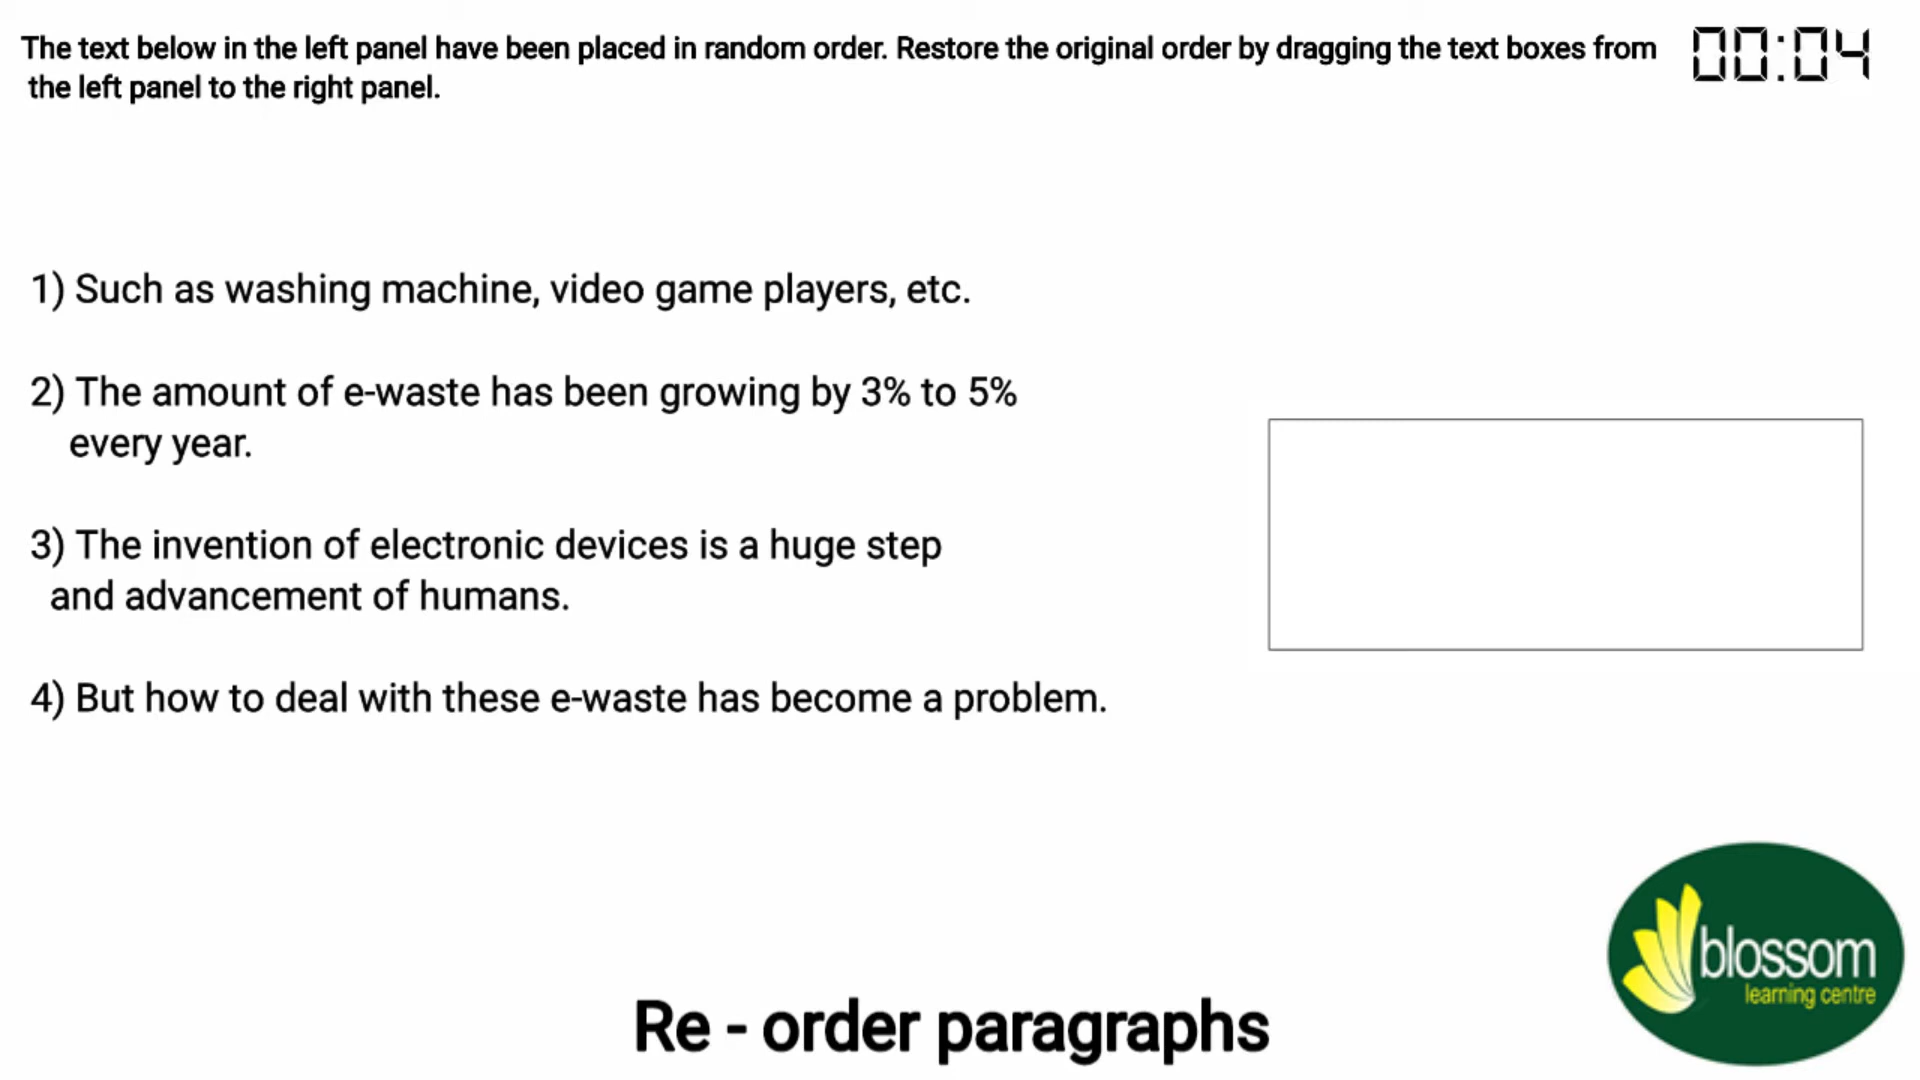 The text below in the left panel have been placed in random order. Restore the original order by dragging the text boxes from
the left panel to the right panel.
00:04
1) Such as washing machine, video game players, etc.
2) The amount of e-waste has been growing by 3% to 5%
every year.
3) The invention of electronic devices is a huge step
and advancement of humans.
4) But how to deal with these e-waste has become a problem.
blossom
learning centre
Re - order paragraphs